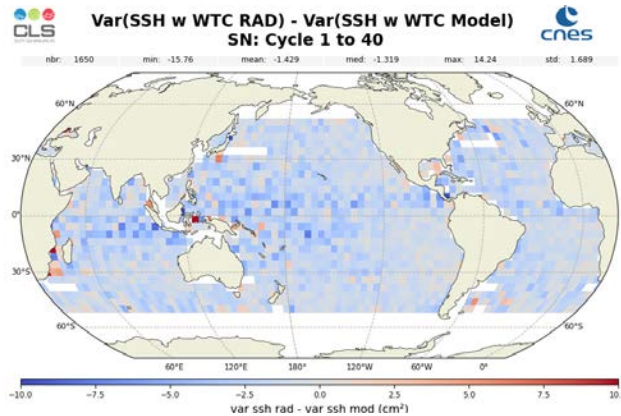 CLS
Var(SSH w WTC RAD) - Var(SSH w WTC Model)
SN: Cycle 1 to 40
cnes
nbr: 1650 min: -15.76 mean: -1.429 med: -1.319 max: 14.24 std: 1.689
60°N 60°N
30°N 30°N
0° 0°
30°S 30°S
60°S 60°S
60°E 120°E 180° 120°W 60°W 0°
−10.0 −7.5 −5.0 −2.5 0.0 2.5 5.0 7.5 10.0
var ssh rad - var ssh mod (cm²)